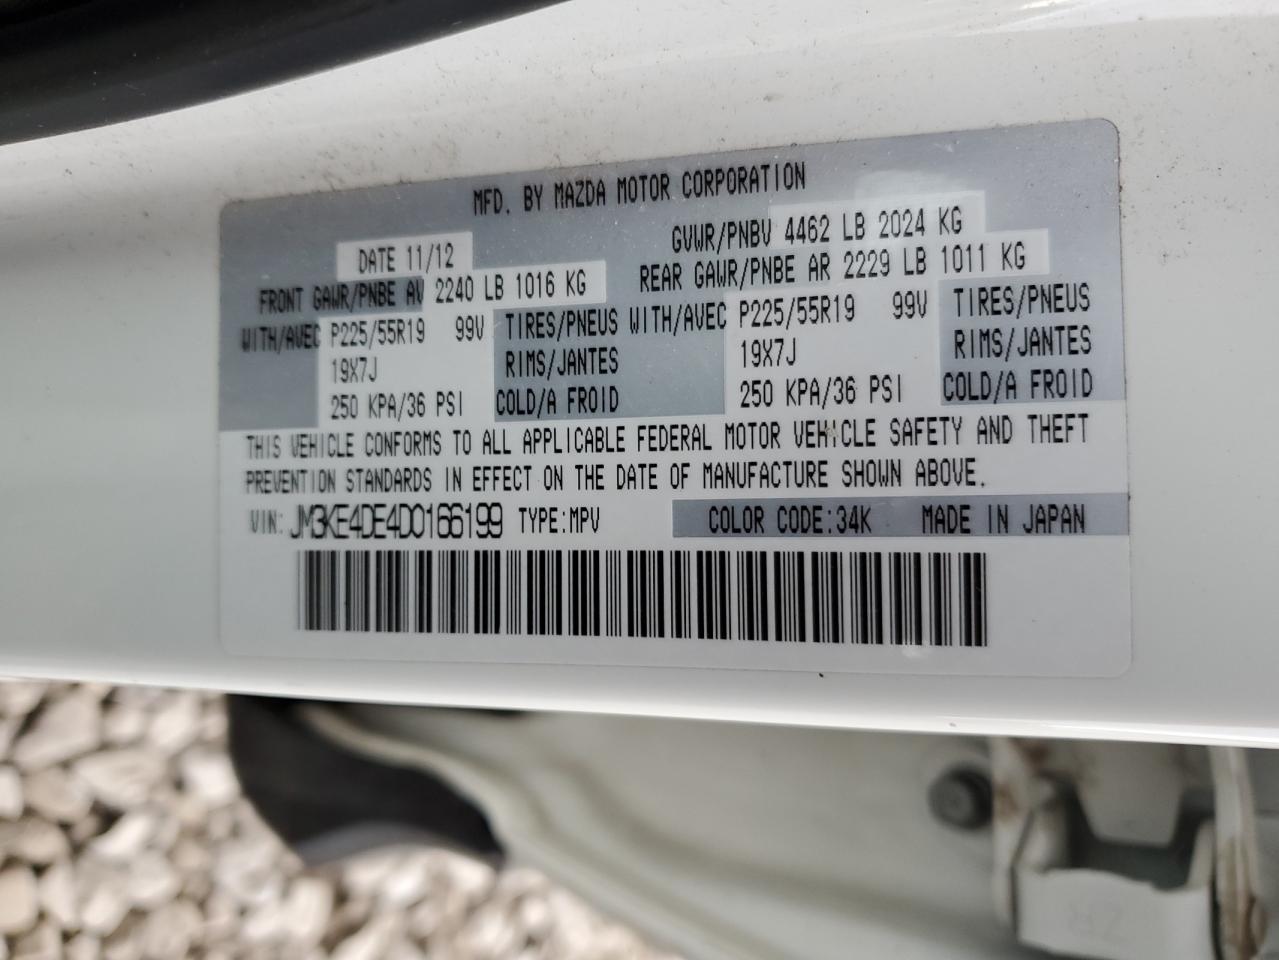 MFD. BY MAZDA MOTOR CORPORATION
DATE 11/12 GVWR/PNBV 4462 LB 2024 KG
FRONT GAWR/PNBE AV 2240 LB 1016 KG REAR GAWR/PNBE AR 2229 LB 1011 KG
WITH/AVEC P225/55R19 99V TIRES/PNEUS WITH/AVEC P225/55R19 99V TIRES/PNEUS
19X7J RIMS/JANTES 19X7J RIMS/JANTES
250 KPA/36 PSI COLD/A FROID 250 KPA/36 PSI COLD/A FROID
THIS VEHICLE CONFORMS TO ALL APPLICABLE FEDERAL MOTOR VEHICLE SAFETY AND THEFT
PREVENTION STANDARDS IN EFFECT ON THE DATE OF MANUFACTURE SHOWN ABOVE.
VIN: JM3KE4DE4D0166199 TYPE:MPV COLOR CODE:34K MADE IN JAPAN